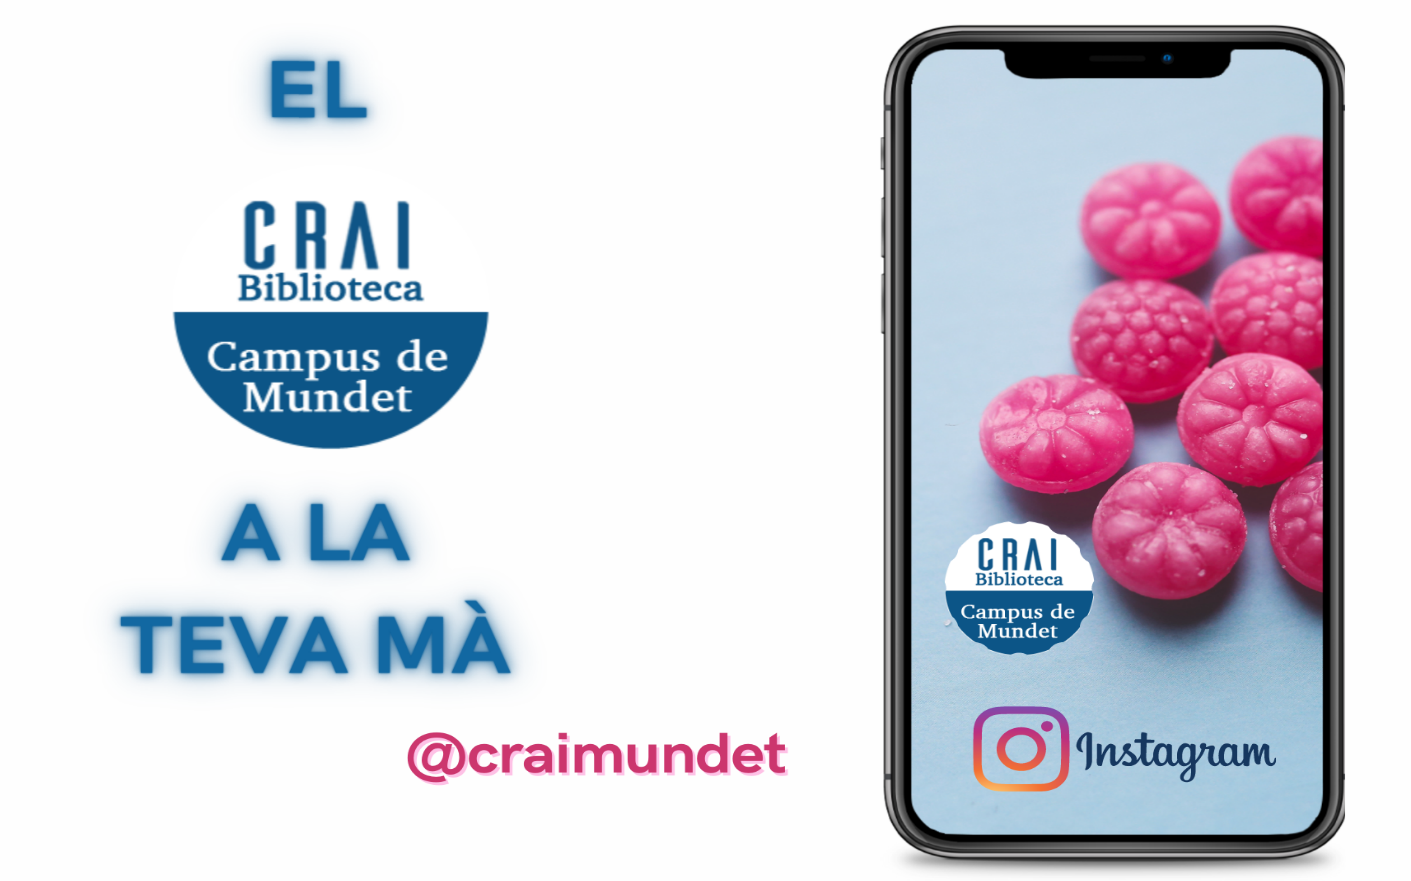 EL
CRAI
Biblioteca
Campus de
Mundet
A LA
TEVA MÀ
@craimundet
CRAI
Biblioteca
Campus de
Mundet
Instagram